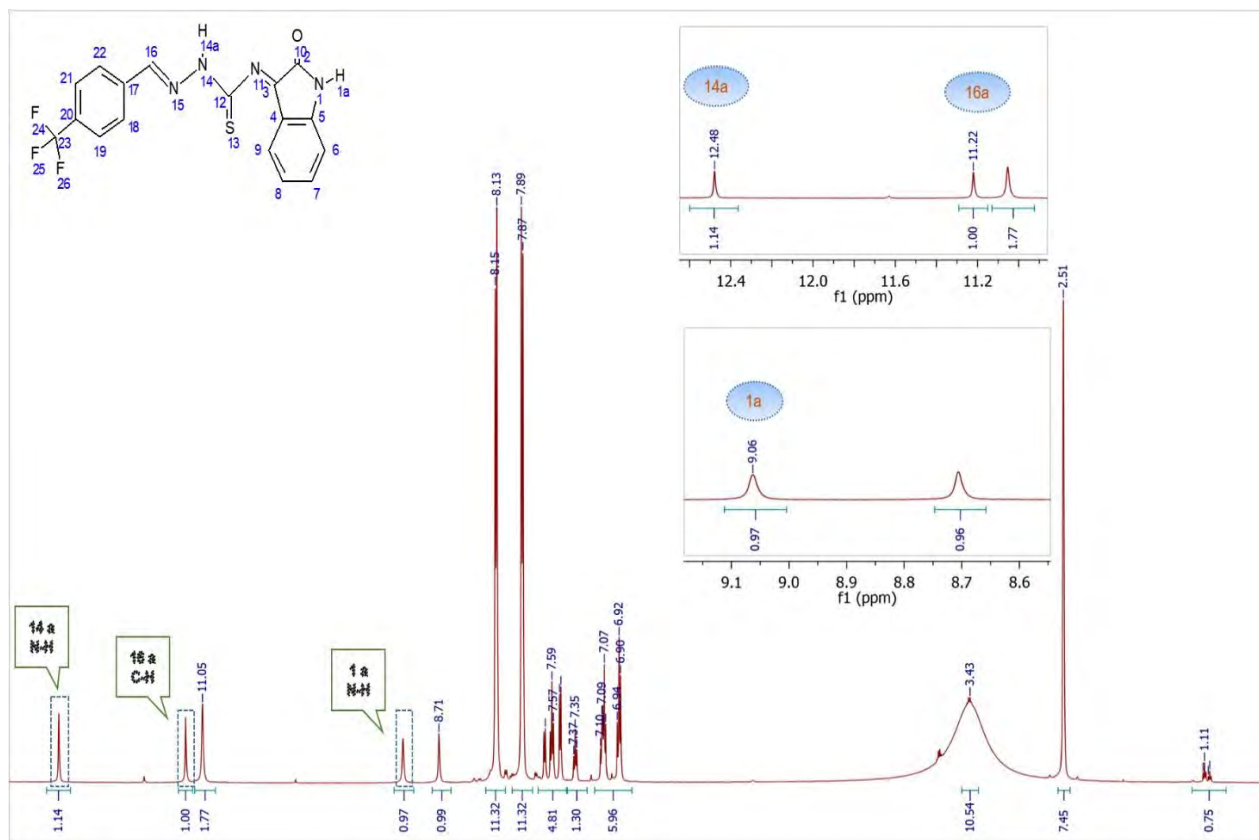 H
14a
O
10
22
16
N
2
21
N
14
11
H
17
N
15
12
3
N
1
1a
F
20
18
S
13
4
5
24
23
19
9
6
F
25
F
26
8
7
14a
16a
12.48
11.22
1.14
1.00
1.77
12.4 12.0 11.6 11.2
f1 (ppm)
1a
9.06
0.97
0.96
9.1 9.0 8.9 8.8 8.7 8.6
f1 (ppm)
8.13
8.15
7.89
7.87
2.51
14 a
N-H
16 a
C-H
11.05
1 a
N-H
8.71
7.59
7.57
7.37
7.35
7.10
7.09
7.07
6.94
6.92
6.90
3.43
1.11
1.14
1.00
1.77
0.97
0.99
11.32
11.32
4.81
1.30
5.96
10.54
7.45
0.75